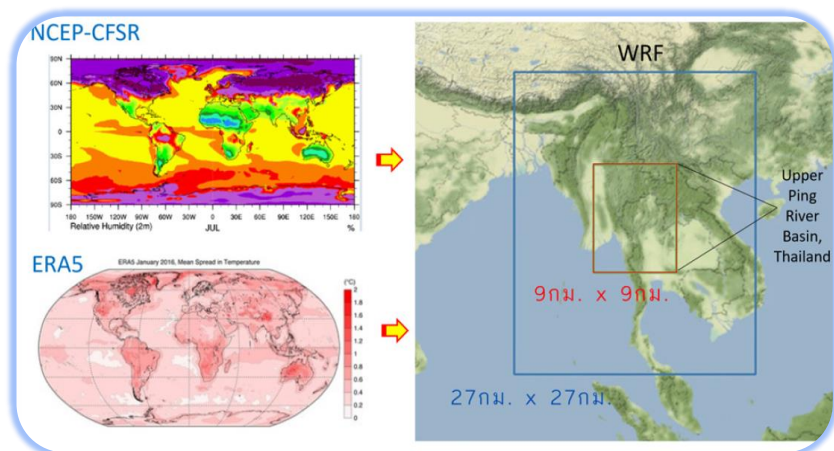 NCEP-CFSR
90N
60N
30N
0
30S
60S
90S
180 150W 120W 90W 60W 30W 0 30E 60E 90E 120E 150E 180
Relative Humidity (2m) JUL %
ERA5
ERA5 January 2016, Mean Spread in Temperature
(°C)
2
1.8
1.6
1.4
1.2
1
0.8
0.6
0.4
0.2
0
WRF
Upper
Ping
River
Basin,
Thailand
9กม. x 9กม.
27กม. x 27กม.